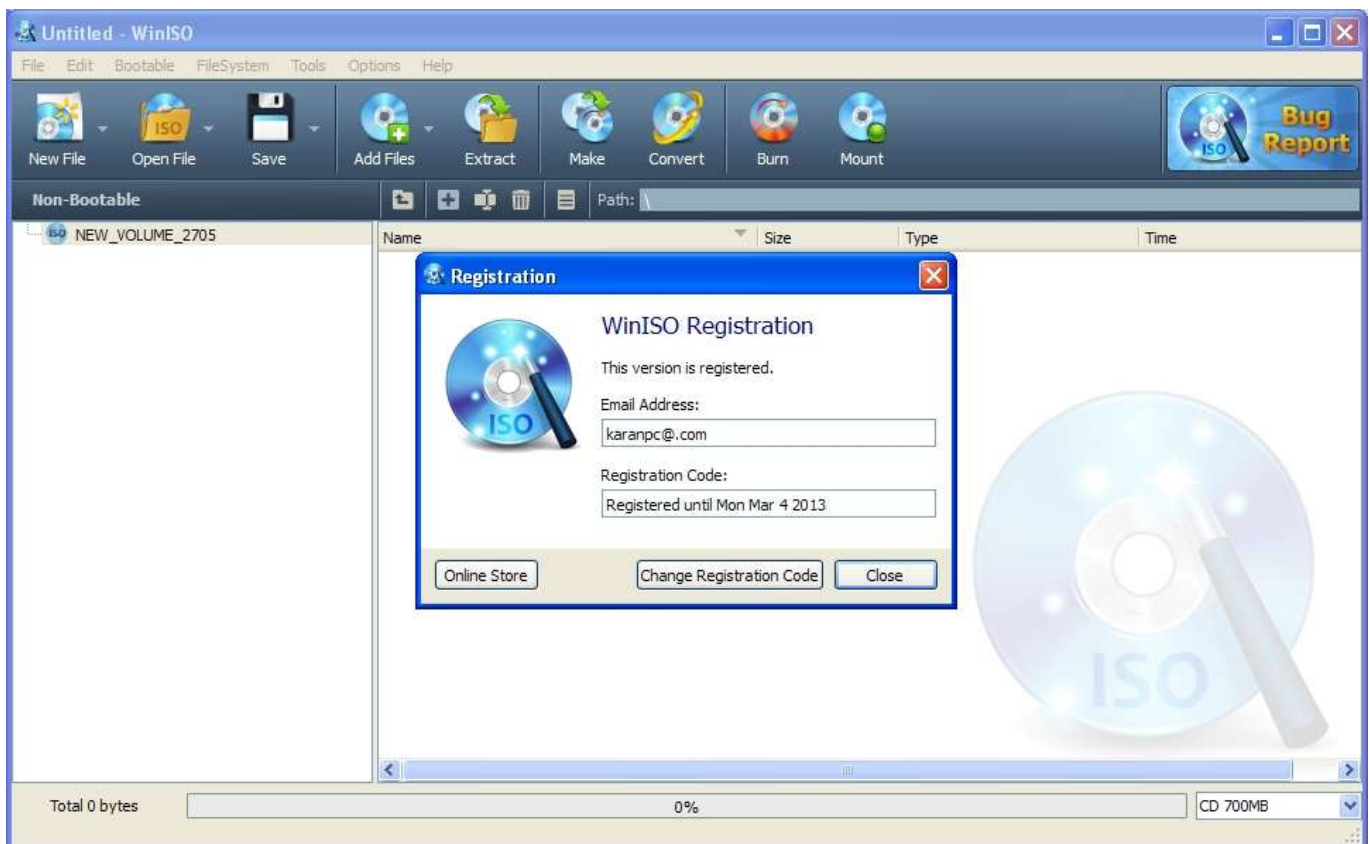 Untitled - WinISO
File Edit Bootable FileSystem Tools Options Help
New File Open File Save Add Files Extract Make Convert Burn Mount
ISO
ISO
Bug
Report
Non-Bootable
Path: \
ISO NEW_VOLUME_2705
Name Size Type Time
Registration
WinISO Registration
This version is registered.
Email Address:
karanpc@.com
Registration Code:
Registered until Mon Mar 4 2013
ISO
Online Store Change Registration Code Close
ISO
Total 0 bytes 0% CD 700MB